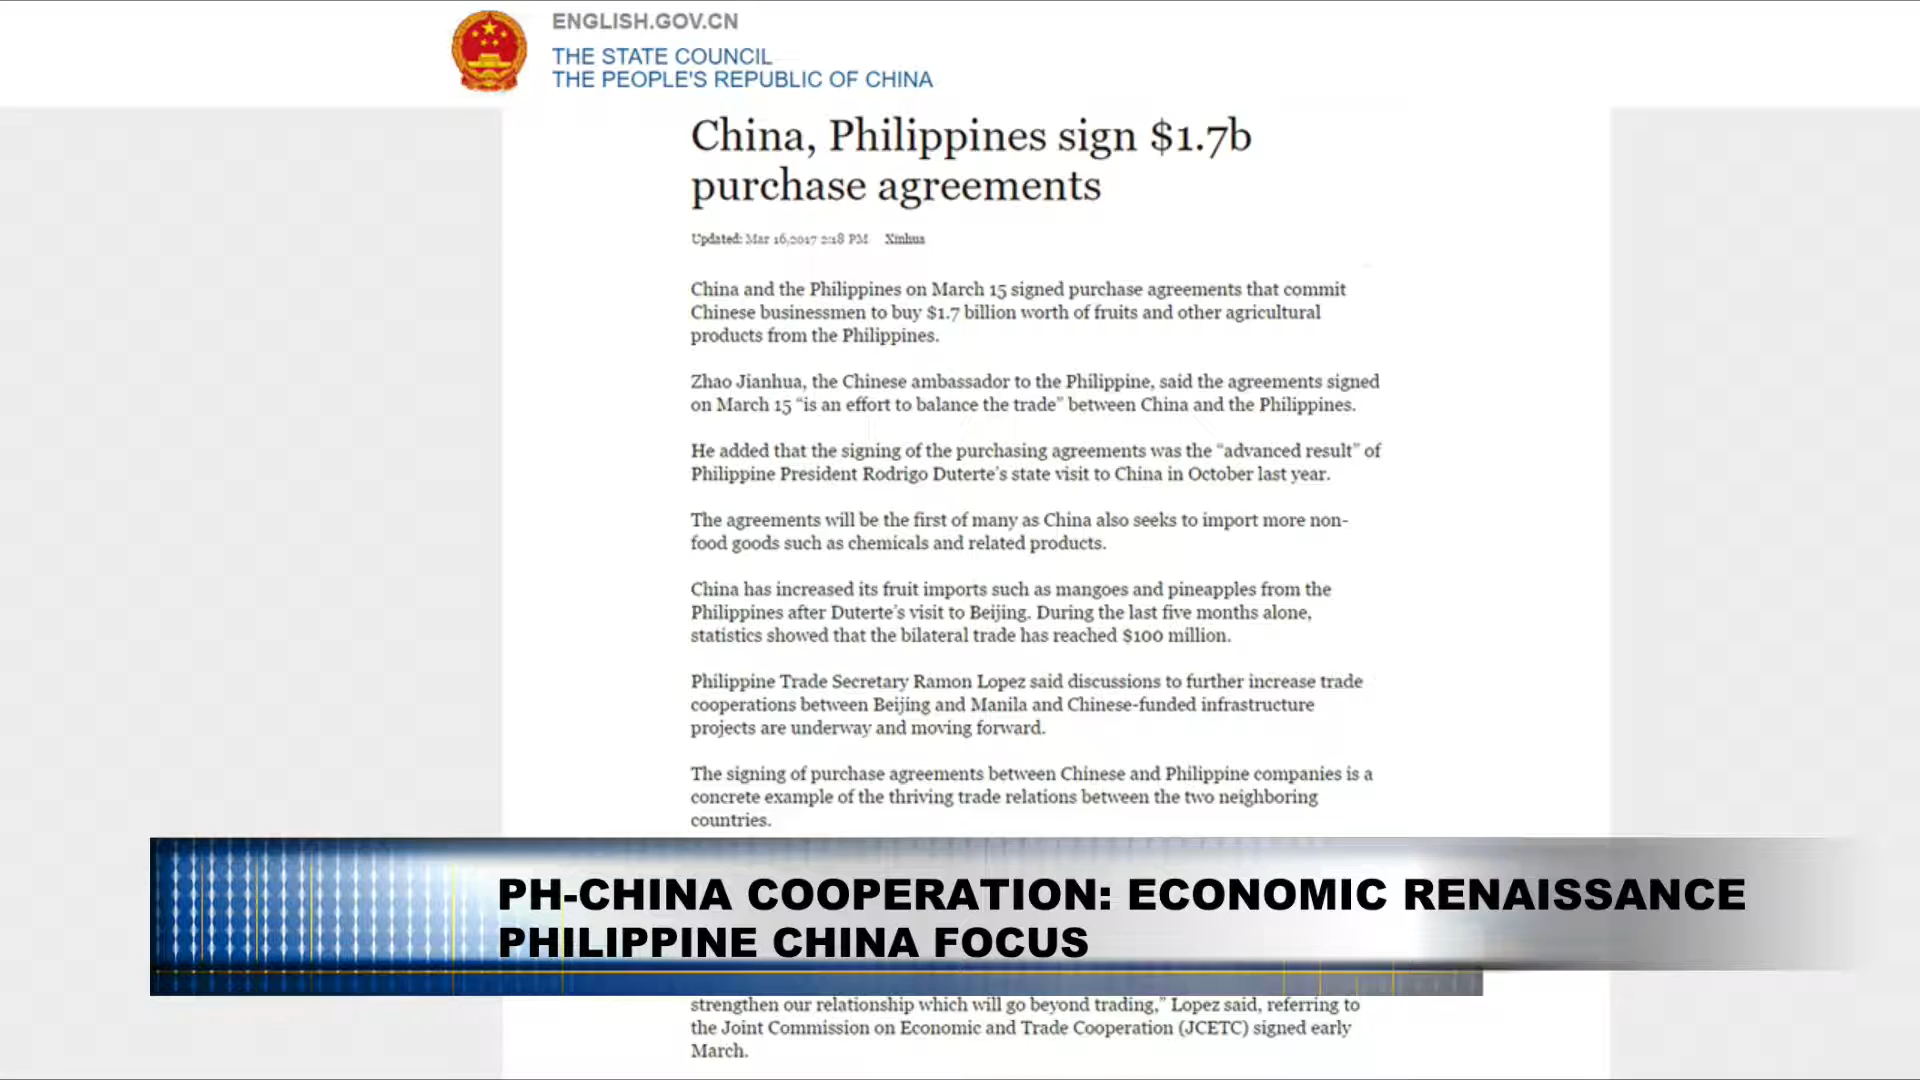 ENGLISH.GOV.CN
THE STATE COUNCIL
THE PEOPLE'S REPUBLIC OF CHINA
China, Philippines sign $1.7b
purchase agreements
Updated: Mar 16,2017 2:18 PM Xinhua
China and the Philippines on March 15 signed purchase agreements that commit
Chinese businessmen to buy $1.7 billion worth of fruits and other agricultural
products from the Philippines.
Zhao Jianhua, the Chinese ambassador to the Philippine, said the agreements signed
on March 15 “is an effort to balance the trade” between China and the Philippines.
He added that the signing of the purchasing agreements was the “advanced result” of
Philippine President Rodrigo Duterte’s state visit to China in October last year.
The agreements will be the first of many as China also seeks to import more non-
food goods such as chemicals and related products.
China has increased its fruit imports such as mangoes and pineapples from the
Philippines after Duterte’s visit to Beijing. During the last five months alone,
statistics showed that the bilateral trade has reached $100 million.
Philippine Trade Secretary Ramon Lopez said discussions to further increase trade
cooperations between Beijing and Manila and Chinese-funded infrastructure
projects are underway and moving forward.
The signing of purchase agreements between Chinese and Philippine companies is a
concrete example of the thriving trade relations between the two neighboring
countries.
PH-CHINA COOPERATION: ECONOMIC RENAISSANCE
PHILIPPINE CHINA FOCUS
strengthen our relationship which will go beyond trading,” Lopez said, referring to
the Joint Commission on Economic and Trade Cooperation (JCETC) signed early
March.